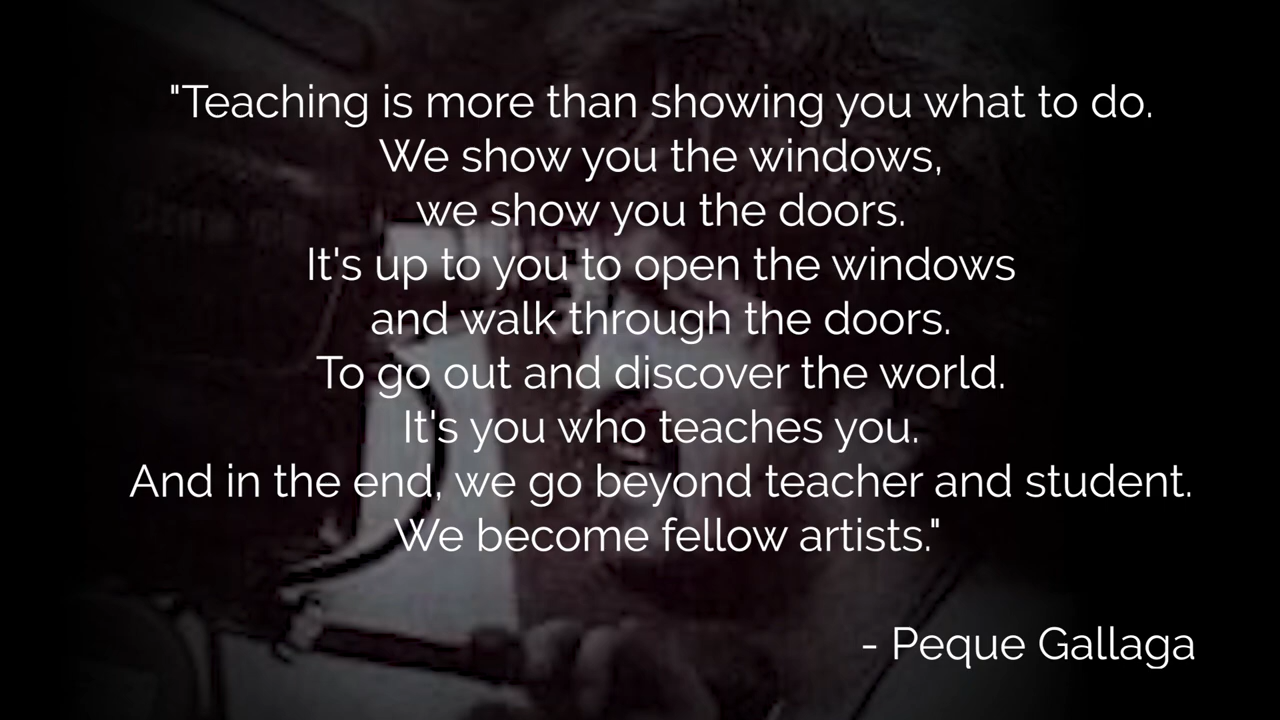 "Teaching is more than showing you what to do.
We show you the windows,
we show you the doors.
It's up to you to open the windows
and walk through the doors.
To go out and discover the world.
It's you who teaches you.
And in the end, we go beyond teacher and student.
We become fellow artists."
- Peque Gallaga